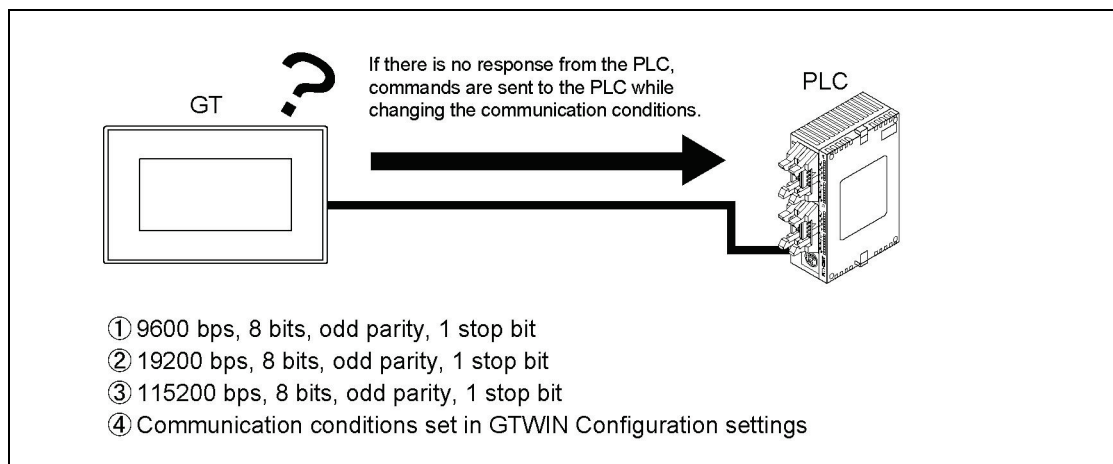 ?
If there is no response from the PLC,
commands are sent to the PLC while
changing the communication conditions.
GT
PLC
① 9600 bps, 8 bits, odd parity, 1 stop bit
② 19200 bps, 8 bits, odd parity, 1 stop bit
③ 115200 bps, 8 bits, odd parity, 1 stop bit
④ Communication conditions set in GTWIN Configuration settings